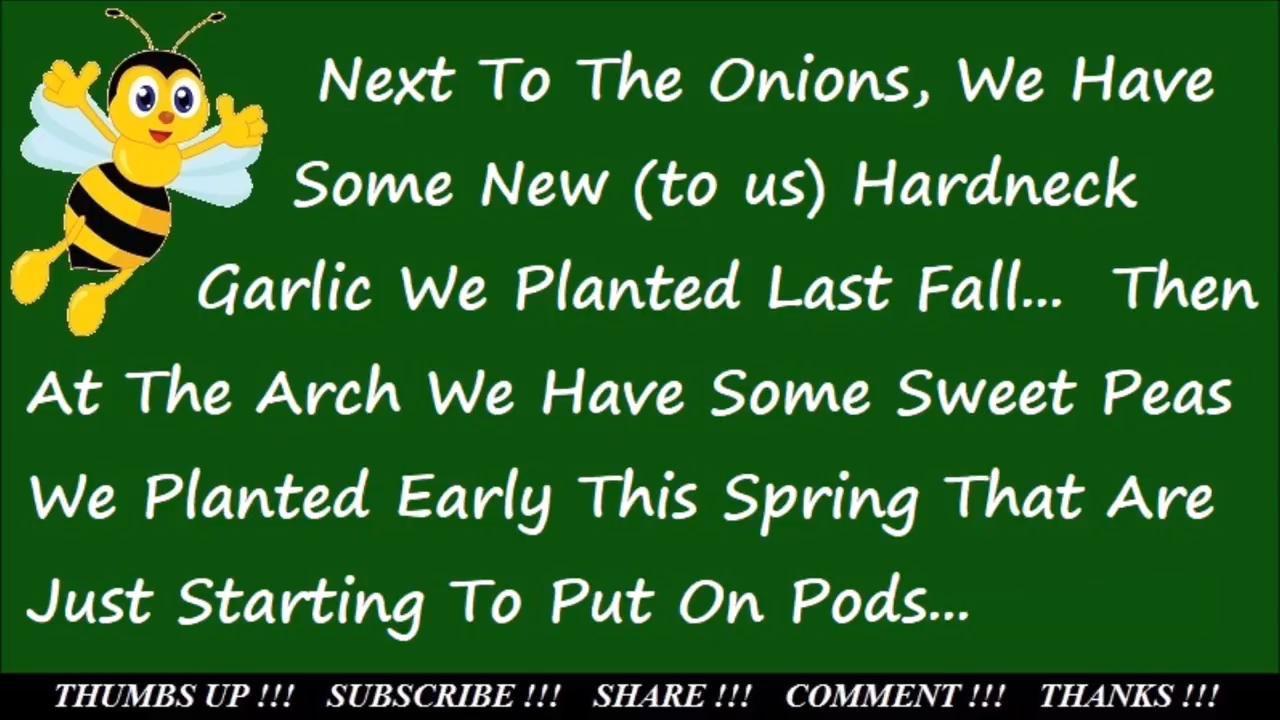 Next To The Onions, We Have
Some New (to us) Hardneck
Garlic We Planted Last Fall... Then
At The Arch We Have Some Sweet Peas
We Planted Early This Spring That Are
Just Starting To Put On Pods...
THUMBS UP !!! SUBSCRIBE !!! SHARE !!! COMMENT !!! THANKS !!!